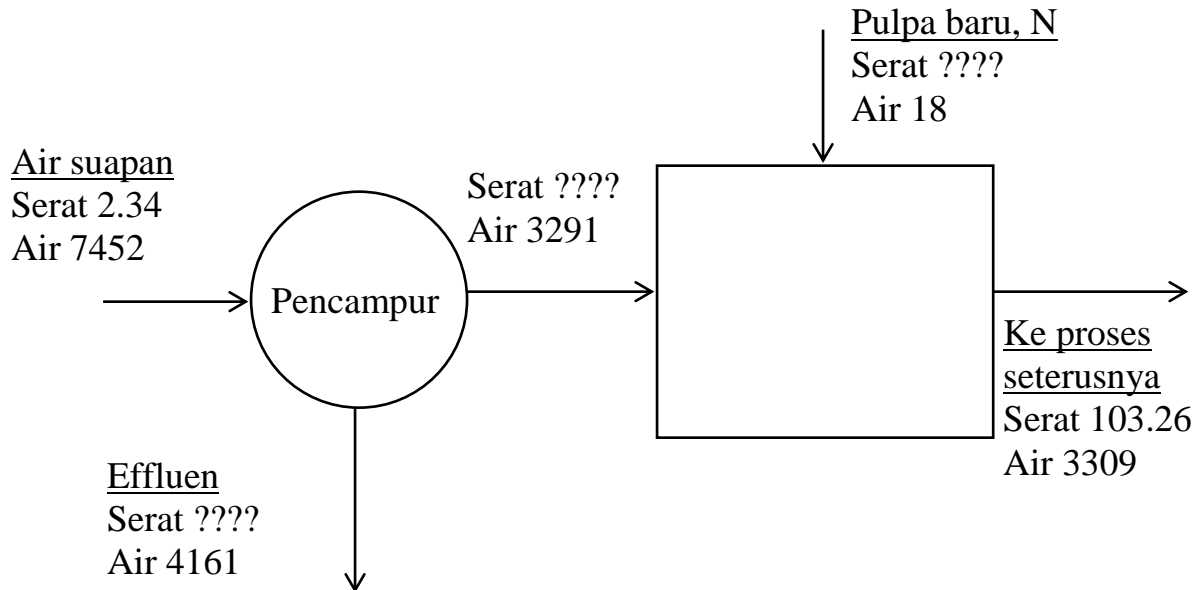 Pulpa baru, N
Serat ????
Air 18
Air suapan
Serat 2.34
Air 7452
Serat ????
Air 3291
Pencampur
Ke proses
seterusnya
Serat 103.26
Air 3309
Effluen
Serat ????
Air 4161